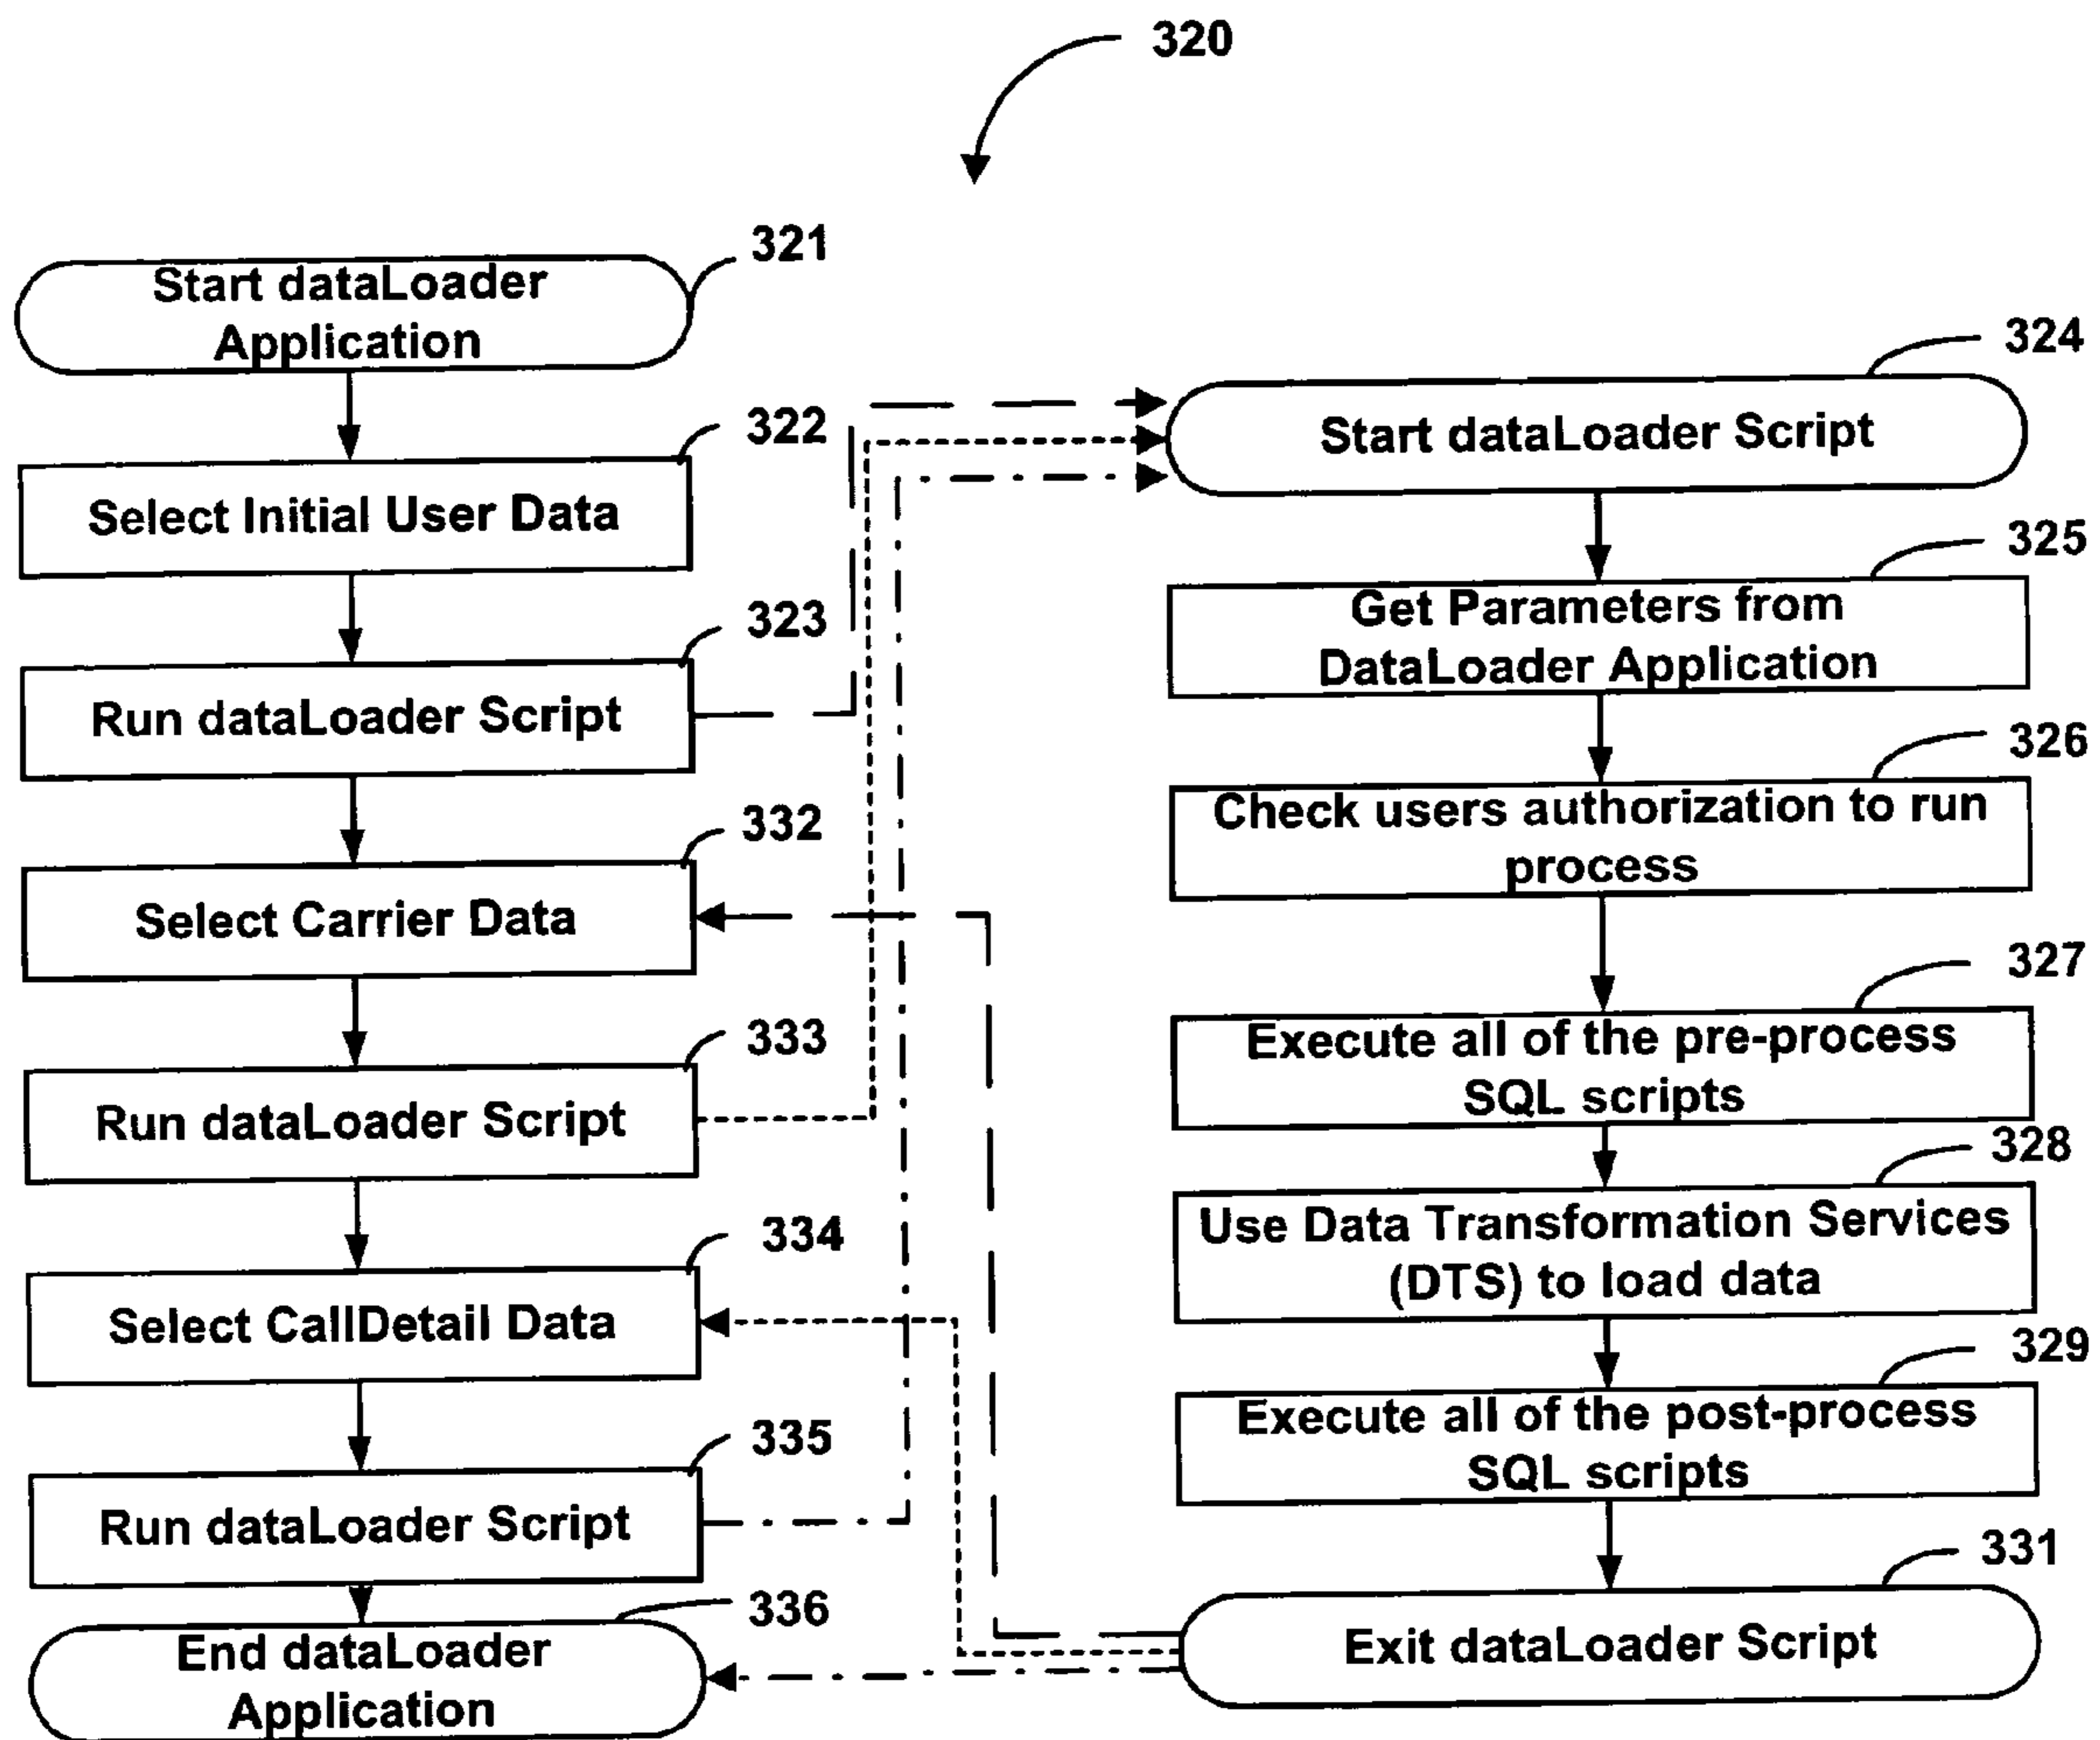 320
321
Start dataLoader
Application
322
Select Initial User Data
323
Run dataLoader Script
332
Select Carrier Data
333
Run dataLoader Script
334
Select CallDetail Data
335
Run dataLoader Script
336
End dataLoader
Application
324
Start dataLoader Script
325
Get Parameters from
DataLoader Application
326
Check users authorization to run
process
327
Execute all of the pre-process
SQL scripts
328
Use Data Transformation Services
(DTS) to load data
329
Execute all of the post-process
SQL scripts
331
Exit dataLoader Script